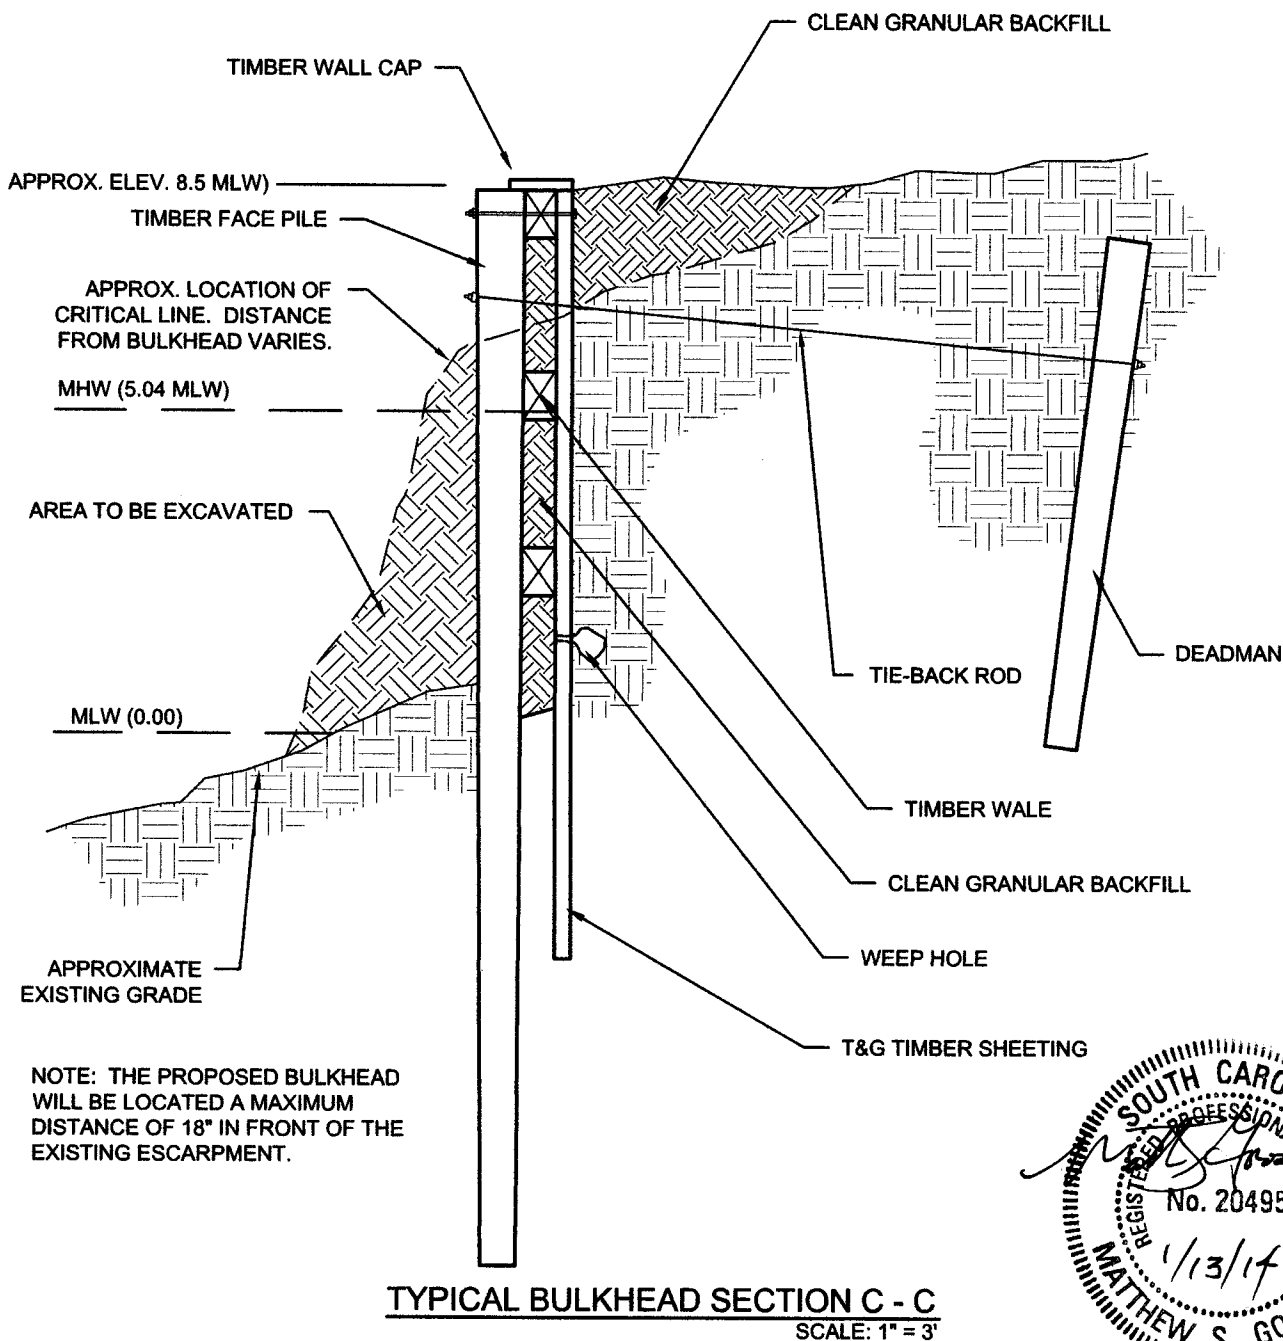 CLEAN GRANULAR BACKFILL
TIMBER WALL CAP
APPROX. ELEV. 8.5 MLW)
TIMBER FACE PILE
APPROX. LOCATION OF
CRITICAL LINE. DISTANCE
FROM BULKHEAD VARIES.
MHW (5.04 MLW)
AREA TO BE EXCAVATED
DEADMAN
TIE-BACK ROD
MLW (0.00)
TIMBER WALE
CLEAN GRANULAR BACKFILL
WEEP HOLE
APPROXIMATE
EXISTING GRADE
T&G TIMBER SHEETING
NOTE: THE PROPOSED BULKHEAD
WILL BE LOCATED A MAXIMUM
DISTANCE OF 18" IN FRONT OF THE
EXISTING ESCARPMENT.
SOUTH CARO
REGISTERED PROFESSIONA
No. 20495
1/13/14
MATTHEW S. GO
TYPICAL BULKHEAD SECTION C - C
SCALE: 1" = 3'